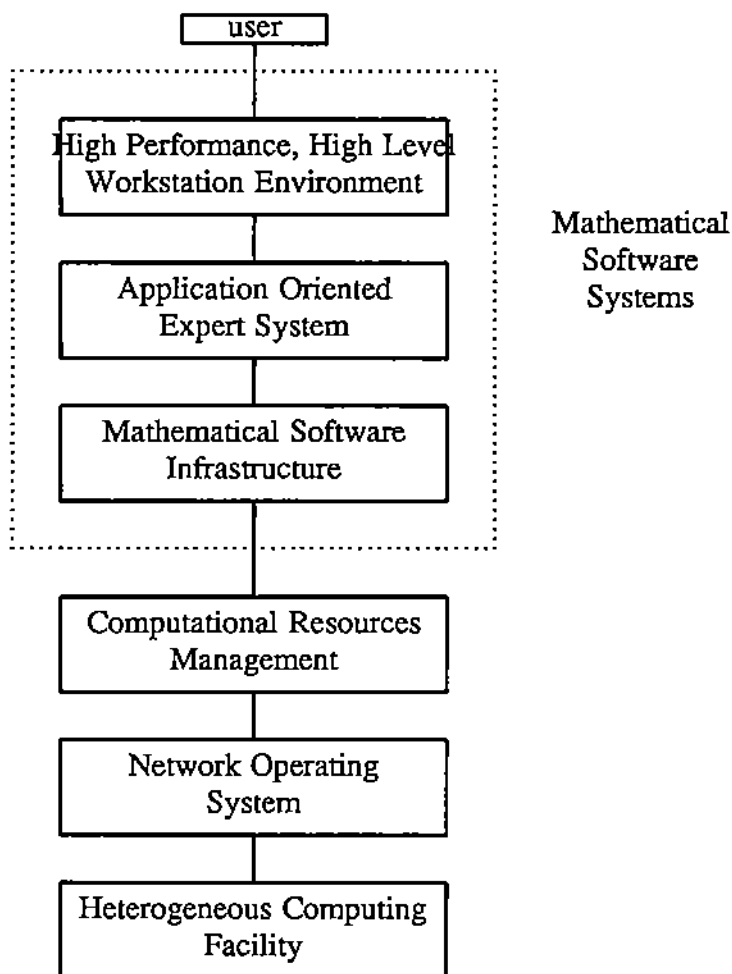 user
High Performance, High Level
Workstation Environment
Application Oriented
Expert System
Mathematical Software
Infrastructure
Mathematical
Software
Systems
Computational Resources
Management
Network Operating
System
Heterogeneous Computing
Facility